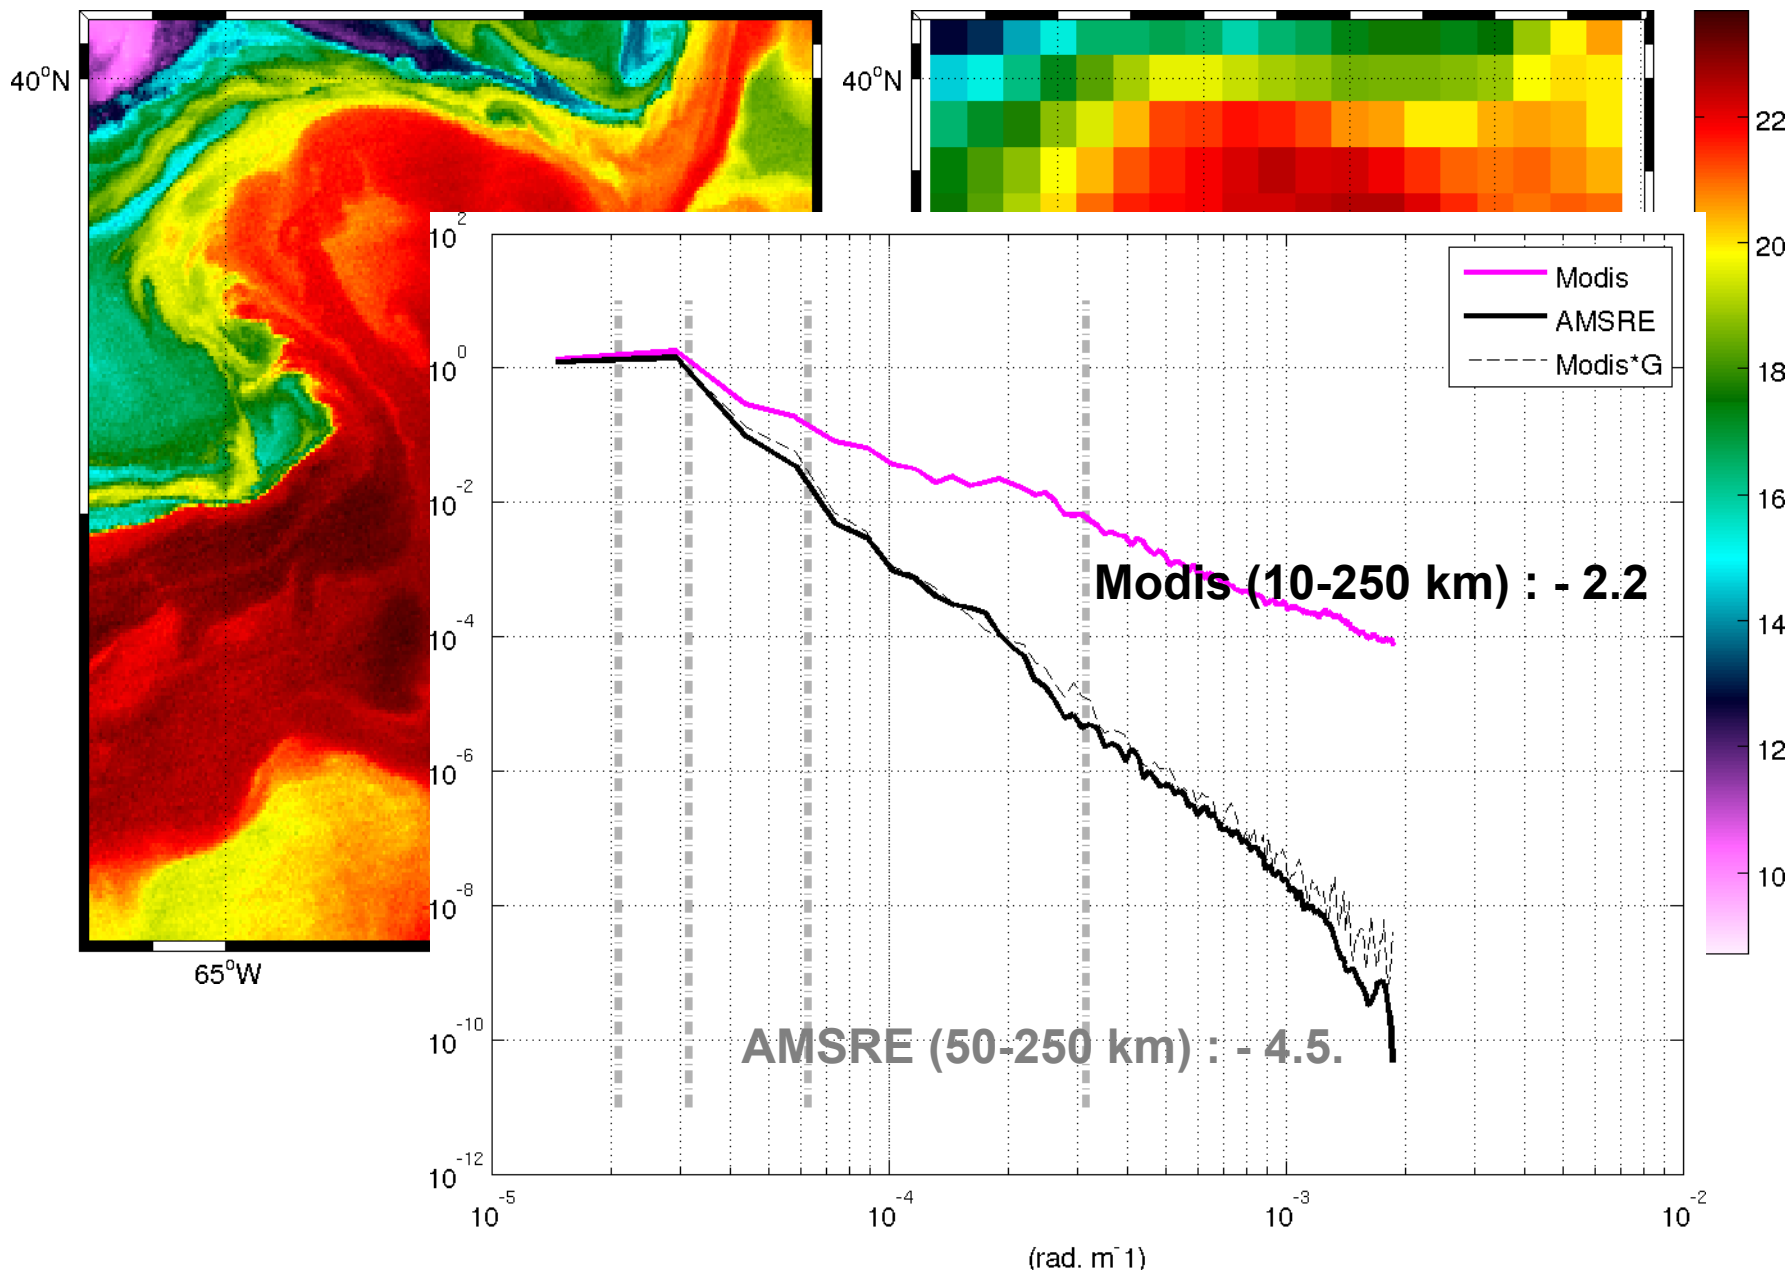 40°N
40°N
22
20
18
16
14
12
10
65°W
10^2
10^0
10^-2
10^-4
10^-6
10^-8
10^-10
10^-12
Modis
AMSRE
Modis*G
Modis (10-250 km) : - 2.2
AMSRE (50-250 km) : - 4.5.
10^-5
10^-4
10^-3
10^-2
(rad. m^-1)